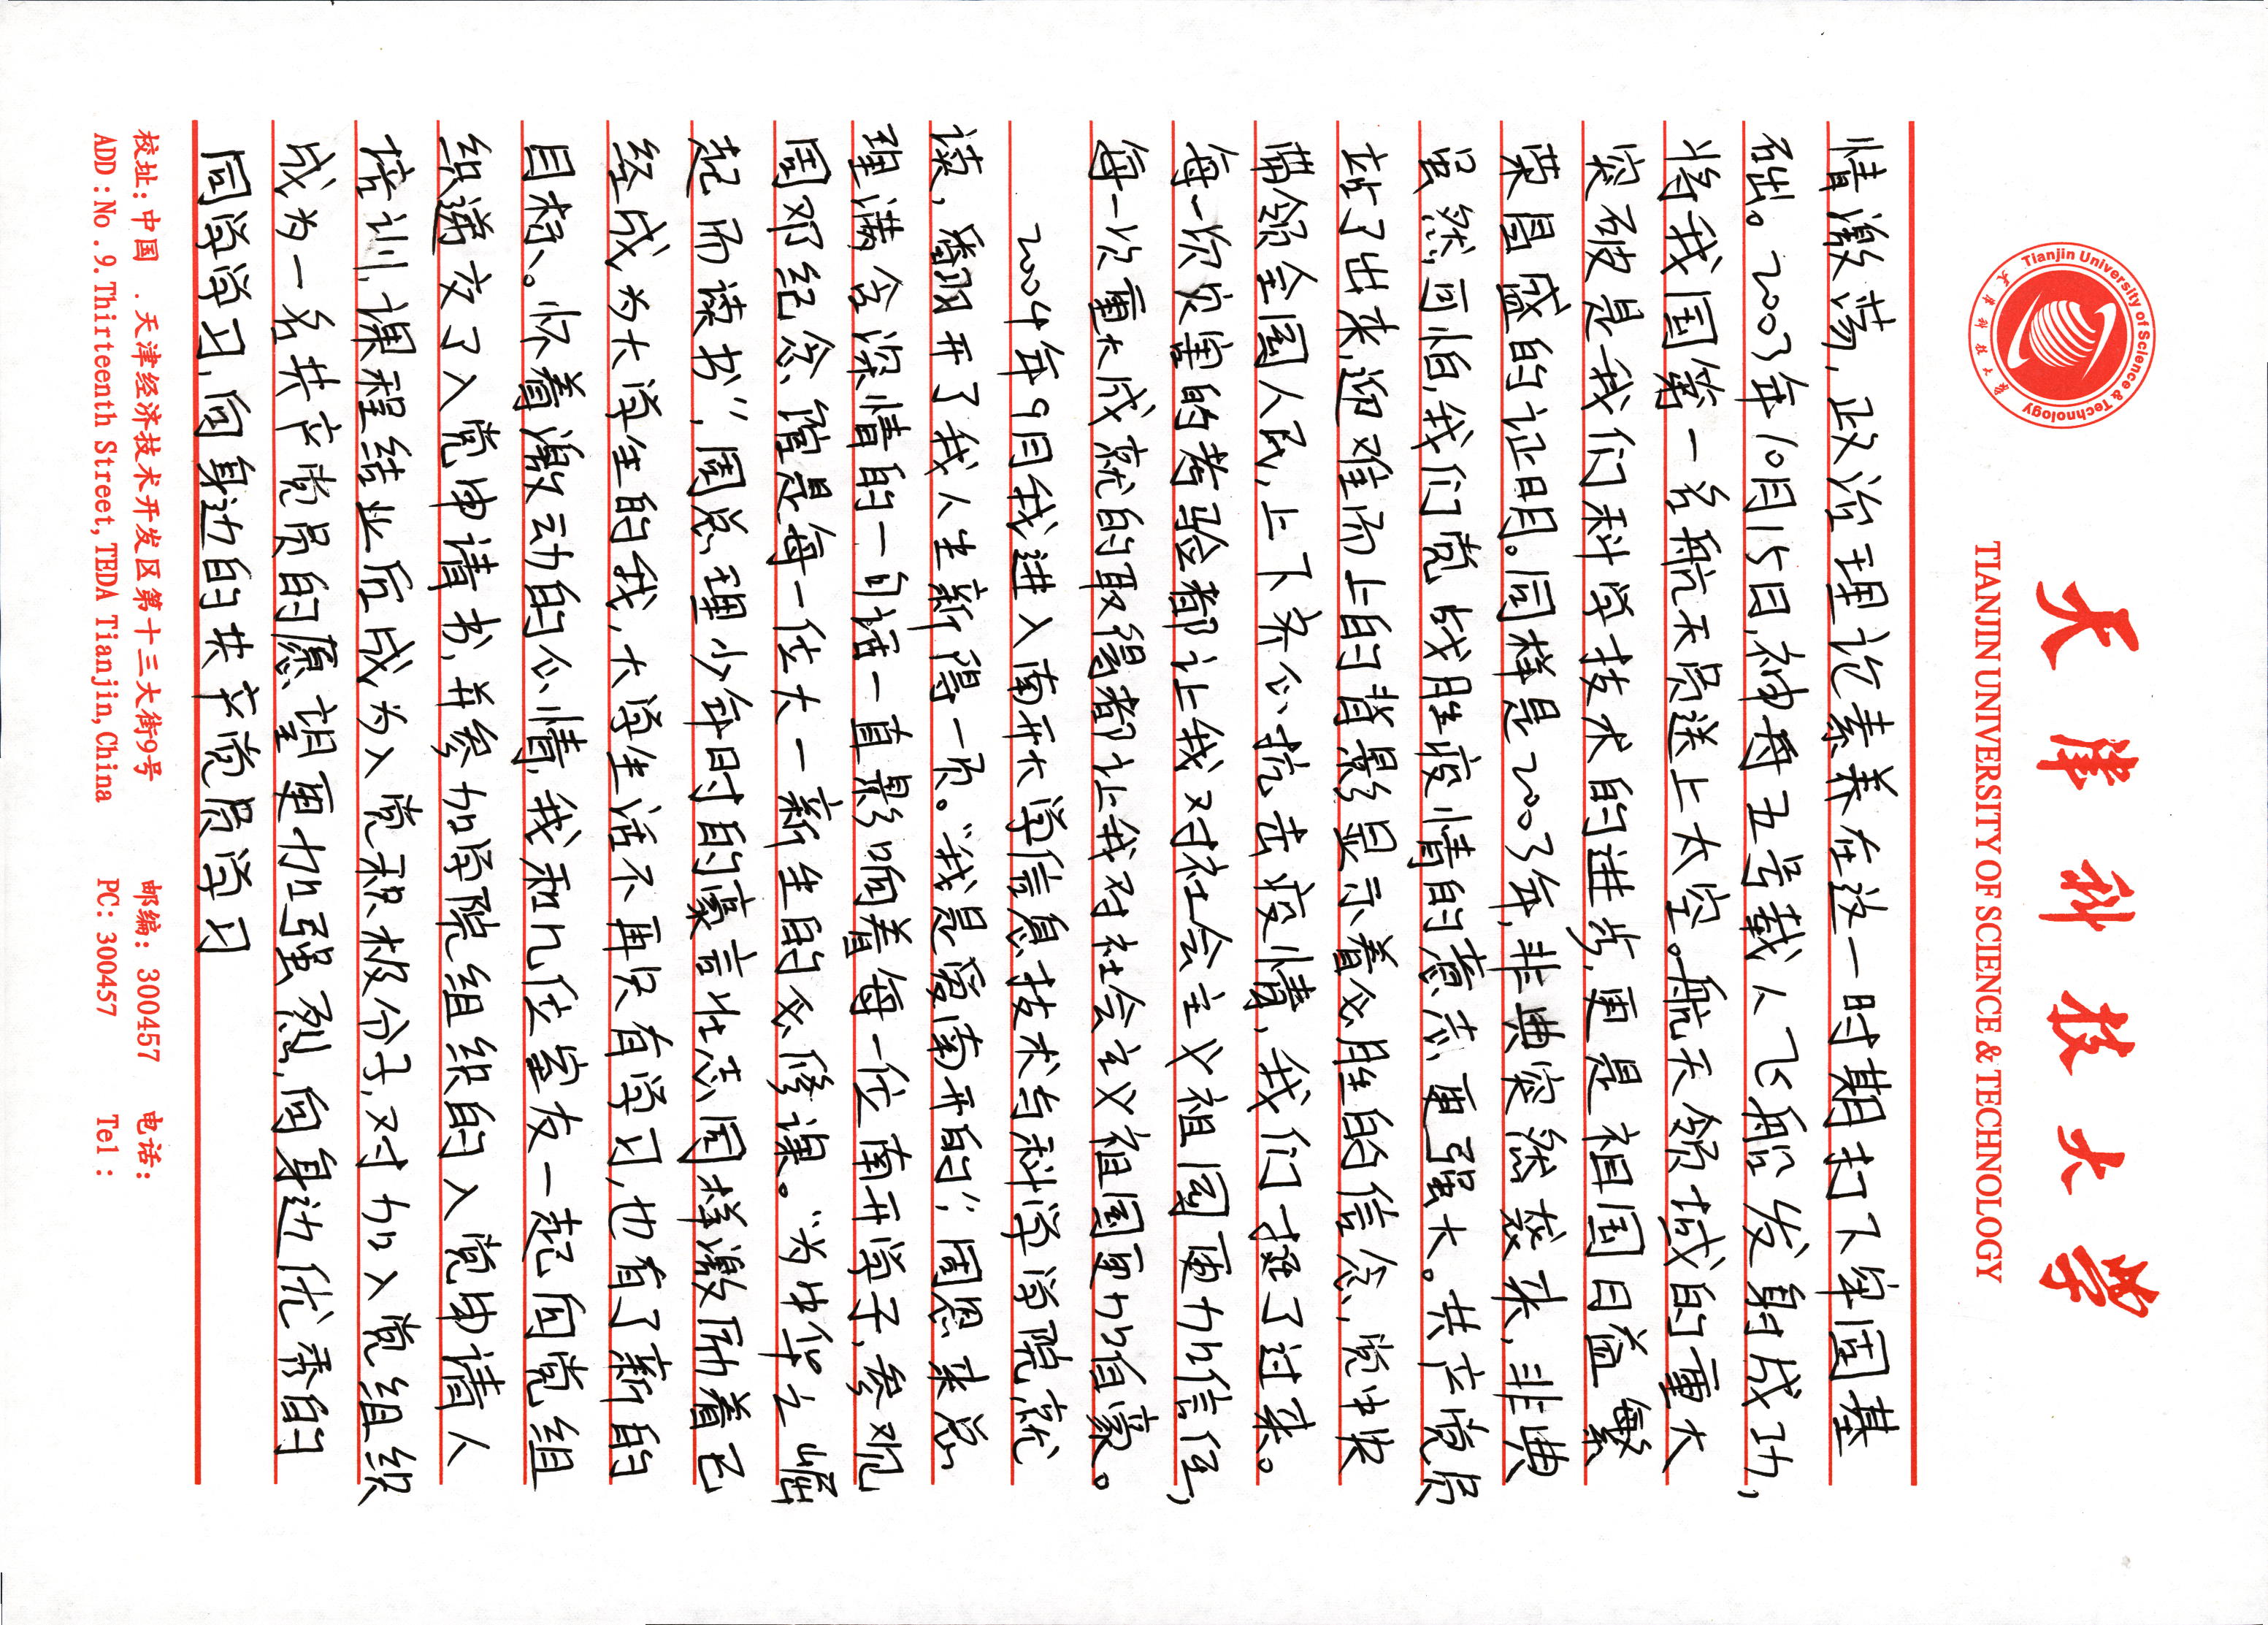 Tianjin University of Science & Technology
天津科技大学
天津科技大学
TIANJIN UNIVERSITY OF SCIENCE & TECHNOLOGY
情激荡,政治理论素养在这一时期打下牢固基
础。2003年10月15日,神舟五号载人飞船发射成功,
将我国第一名航天员送上太空。航天领域的重大
突破是我们科学技术的进步,更是祖国日益繁
荣昌盛的证明。同样是2003年,非典突然袭来,非典
虽然可怕,我们党战胜疫情的意志更强大。共产党员
站了出来,迎难而上的背影显示着必胜的信念,党中央
带领全国人民,上下齐心抗击疫情,我们挺了过来。
每一次灾害的考验都让我对社会主义祖国更加信任,
每一次重大成就的取得都让我对社会主义祖国更加自豪。
2004年9月我进入南开大学信息技术与科学学院就
读,翻开了我人生新得一页。“我是爱南开的”,周恩来总
理满含深情的一句话一直影响着每一位南开学子,参观
周邓纪念馆是每一位大一新生的必修课。“为中华之崛
起而读书”,周总理少年时的豪言壮志同样激励着已
经成为大学生的我,大学生活不再只有学习,也有了新的
目标。怀着激动的心情,我和几位室友一起向党组
织递交了入党申请书,并参加学院组织的入党申请人
培训,课程结业后成为入党积极分子,对加入党组织
成为一名共产党员的愿望更加强烈,向身边优秀的
同学学习,向身边的共产党员学习
校址:中国 .天津经济技术开发区第十三大街9号 邮编:300457 电话:
ADD :No .9.Thirteenth Street,TEDA Tianjin,China PC: 300457 Tel :